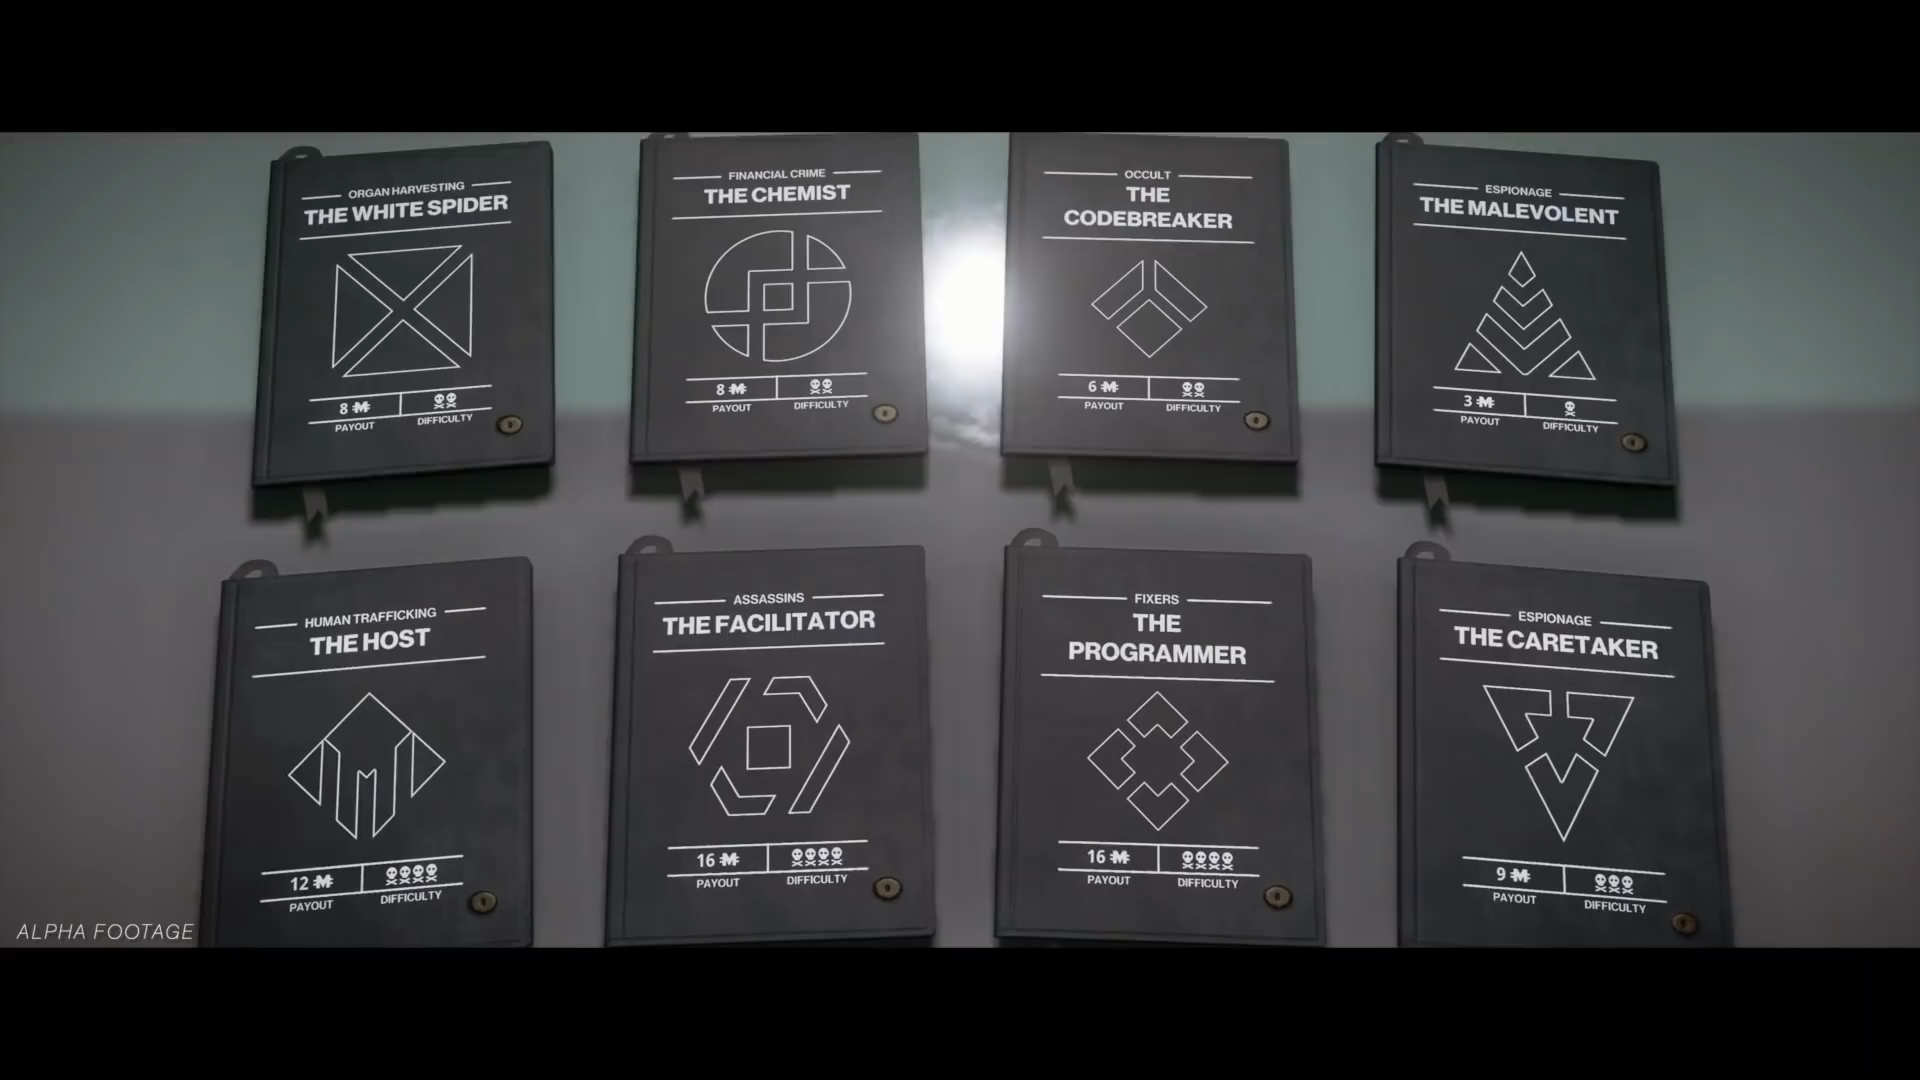 ORGAN HARVESTING
THE WHITE SPIDER
8
PAYOUT
DIFFICULTY
FINANCIAL CRIME
THE CHEMIST
8
PAYOUT
DIFFICULTY
OCCULT
THE
CODEBREAKER
6
PAYOUT
DIFFICULTY
ESPIONAGE
THE MALEVOLENT
3
PAYOUT
DIFFICULTY
HUMAN TRAFFICKING
THE HOST
12
PAYOUT
DIFFICULTY
ASSASSINS
THE FACILITATOR
16
PAYOUT
DIFFICULTY
FIXERS
THE
PROGRAMMER
16
PAYOUT
DIFFICULTY
ESPIONAGE
THE CARETAKER
9
PAYOUT
DIFFICULTY
ALPHA FOOTAGE